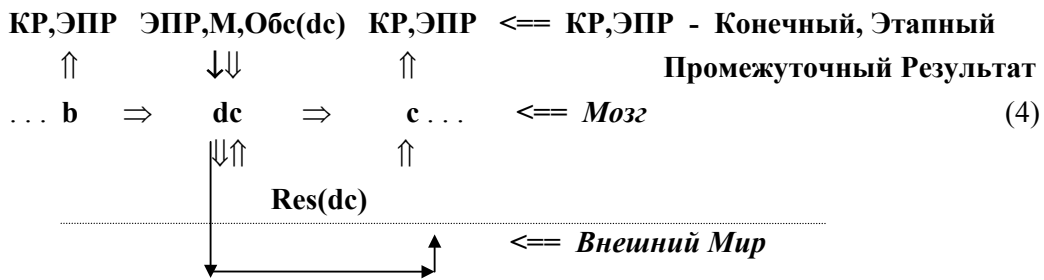 КР,ЭПР ЭПР,М,Обс(dc) КР,ЭПР <== КР,ЭПР - Конечный, Этапный
⇑ ↓⇓ ⇑ Промежуточный Результат
. . . b ⇒ dc ⇒ c . . . <== Мозг (4)
⇓⇑ ⇑
Res(dc)
<== Внешний Мир